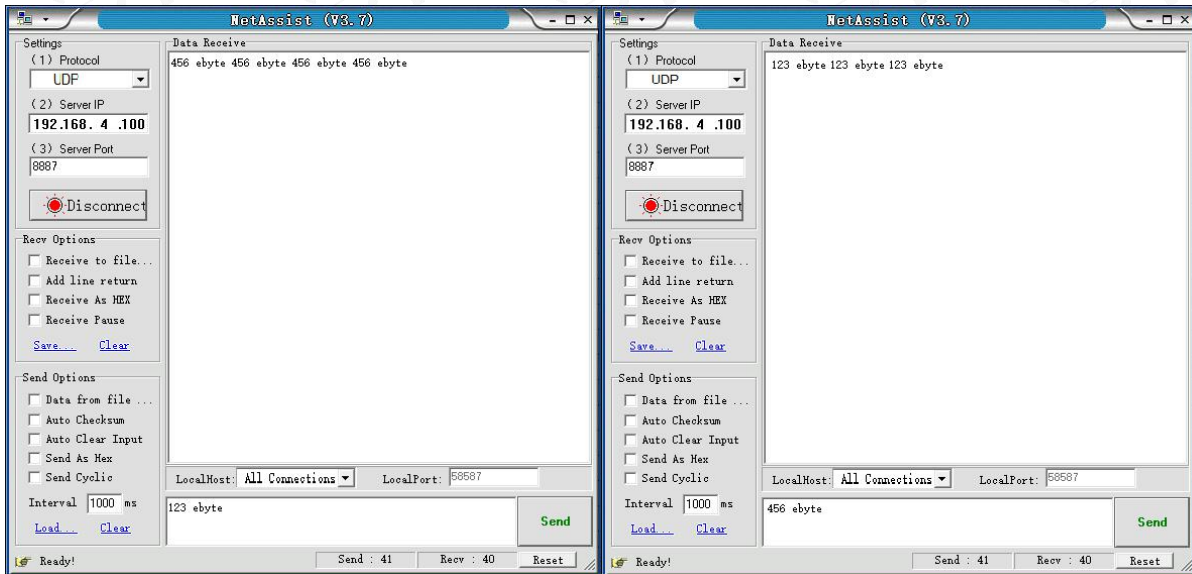 NetAssist (V3.7)
Settings
(1) Protocol
UDP
(2) Server IP
192.168. 4 .100
(3) Server Port
8887
Disconnect
Recv Options
Receive to file...
Add line return
Receive As HEX
Receive Pause
Save... Clear
Send Options
Data from file ...
Auto Checksum
Auto Clear Input
Send As Hex
Send Cyclic
Interval 1000 ms
Load... Clear
Data Receive
456 ebyte 456 ebyte 456 ebyte 456 ebyte
LocalHost: All Connections LocalPort: 58587
123 ebyte
Send
Ready! Send : 41 Recv : 40 Reset
NetAssist (V3.7)
Settings
(1) Protocol
UDP
(2) Server IP
192.168. 4 .100
(3) Server Port
8887
Disconnect
Recv Options
Receive to file...
Add line return
Receive As HEX
Receive Pause
Save... Clear
Send Options
Data from file ...
Auto Checksum
Auto Clear Input
Send As Hex
Send Cyclic
Interval 1000 ms
Load... Clear
Data Receive
123 ebyte 123 ebyte 123 ebyte
LocalHost: All Connections LocalPort: 58587
456 ebyte
Send
Ready! Send : 41 Recv : 40 Reset